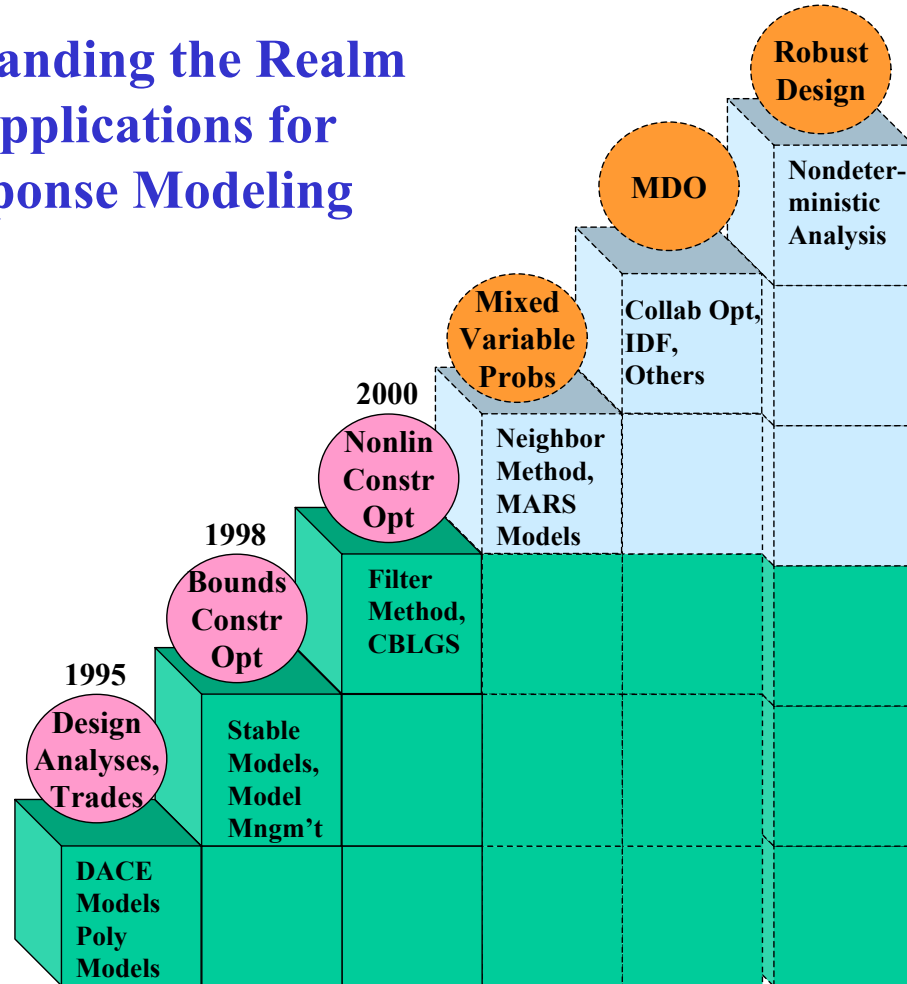 anding the Realm
pplications for
ponse Modeling
Robust
Design
Nondeter-
ministic
Analysis
MDO
Collab Opt,
IDF,
Others
Mixed
Variable
Probs
Neighbor
Method,
MARS
Models
2000
Nonlin
Constr
Opt
Filter
Method,
CBLGS
1998
Bounds
Constr
Opt
Stable
Models,
Model
Mngm’t
1995
Design
Analyses,
Trades
DACE
Models
Poly
Models